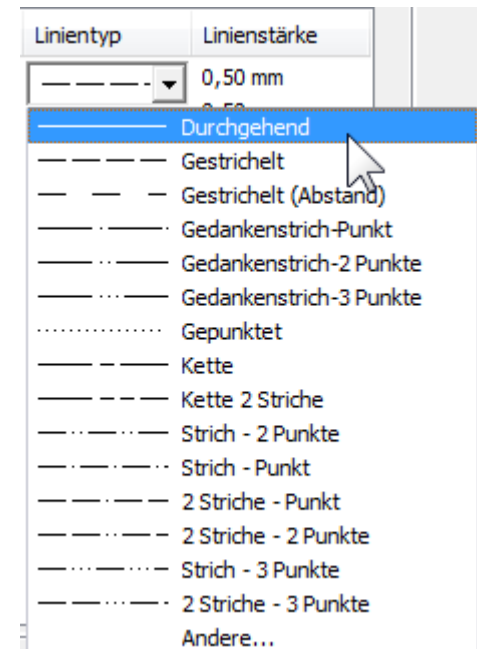 Linientyp Linienstärke
0,50 mm
Durchgehend
Gestrichelt
Gestrichelt (Abstand)
Gedankenstrich-Punkt
Gedankenstrich-2 Punkte
Gedankenstrich-3 Punkte
Gepunktet
Kette
Kette 2 Striche
Strich - 2 Punkte
Strich - Punkt
2 Striche - Punkt
2 Striche - 2 Punkte
Strich - 3 Punkte
2 Striche - 3 Punkte
Andere...